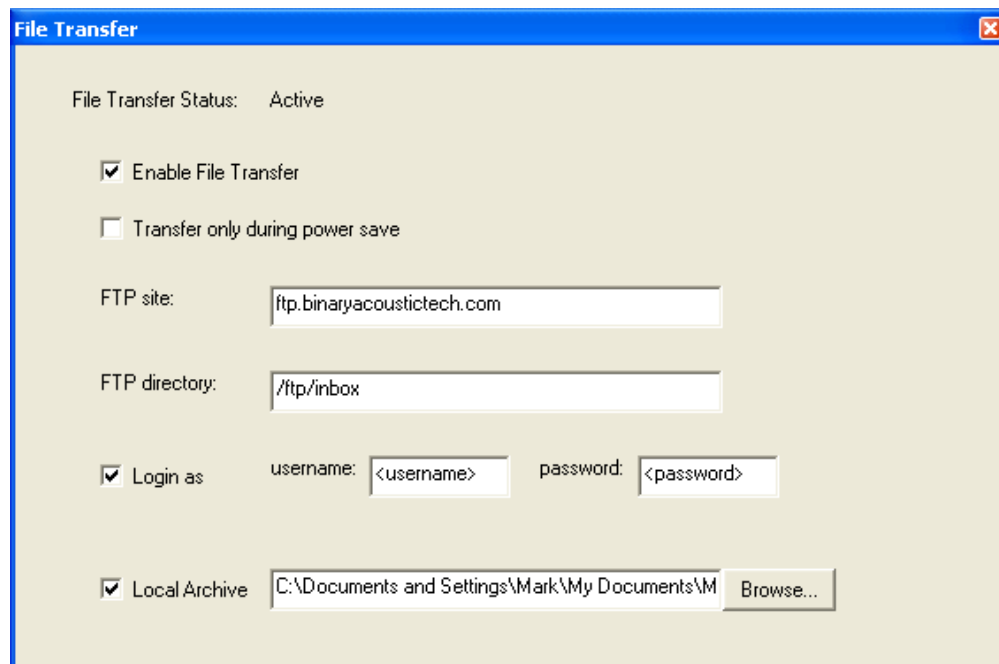 File Transfer
File Transfer Status: Active
Enable File Transfer
Transfer only during power save
FTP site: ftp.binaryacoustictech.com
FTP directory: /ftp/inbox
Login as username: <username> password: <password>
Local Archive C:\Documents and Settings\Mark\My Documents\M Browse...